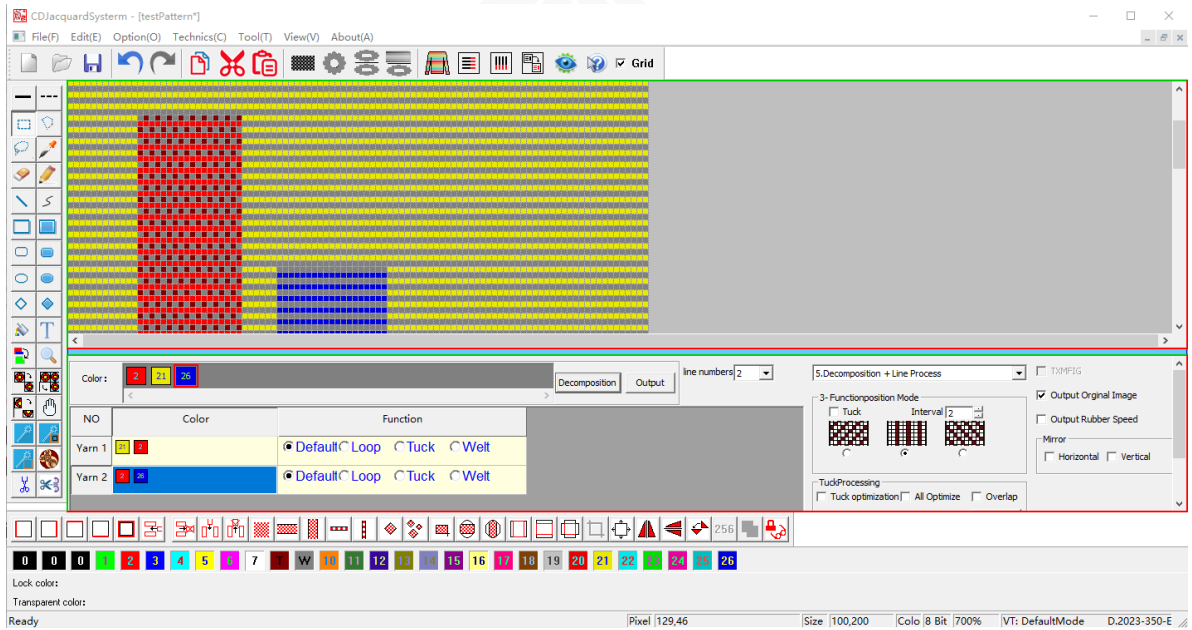 CDJacquardSysterm - [testPattern*]
File(F) Edit(E) Option(O) Technics(C) Tool(T) View(V) About(A)
Grid
Color:
2 21 26
Decomposition
Output
line numbers 2
NO Color Function
Yarn 1 21 2 Default Loop Tuck Welt
Yarn 2 2 26 Default Loop Tuck Welt
5.Decomposition + Line Process
3- Functionposition Mode
Tuck Interval 2
TuckProcessing
Tuck optimization All Optimize Overlap
TXMFIG
Output Orginal Image
Output Rubber Speed
Mirror
Horizontal Vertical
256
0 0 0 1 2 3 4 5 6 7 T W 10 11 12 13 14 15 16 17 18 19 20 21 22 23 24 25 26
Lock color:
Transparent color:
Ready
Pixel 129,46
Size 100,200
Colo 8 Bit 700%
VT: DefaultMode
D.2023-350-E